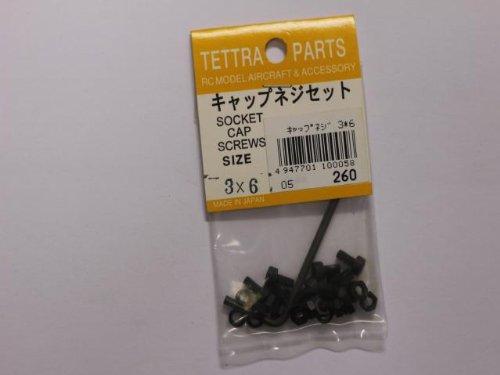 TETTRA PARTS
RC MODEL AIRCRAFT & ACCESSORY
キャップネジセット
SOCKET
CAP
SCREWS
SIZE
3×6
MADE IN JAPAN
キャップネジ 3*6
4 947701 100058
05 260